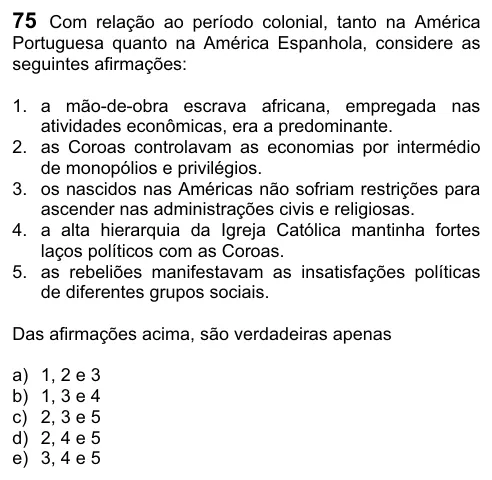 75 Com relação ao período colonial, tanto na América
Portuguesa quanto na América Espanhola, considere as
seguintes afirmações:
1. a mão-de-obra escrava africana, empregada nas
atividades econômicas, era a predominante.
2. as Coroas controlavam as economias por intermédio
de monopólios e privilégios.
3. os nascidos nas Américas não sofriam restrições para
ascender nas administrações civis e religiosas.
4. a alta hierarquia da Igreja Católica mantinha fortes
laços políticos com as Coroas.
5. as rebeliões manifestavam as insatisfações políticas
de diferentes grupos sociais.
Das afirmações acima, são verdadeiras apenas
a) 1, 2 e 3
b) 1, 3 e 4
c) 2, 3 e 5
d) 2, 4 e 5
e) 3, 4 e 5